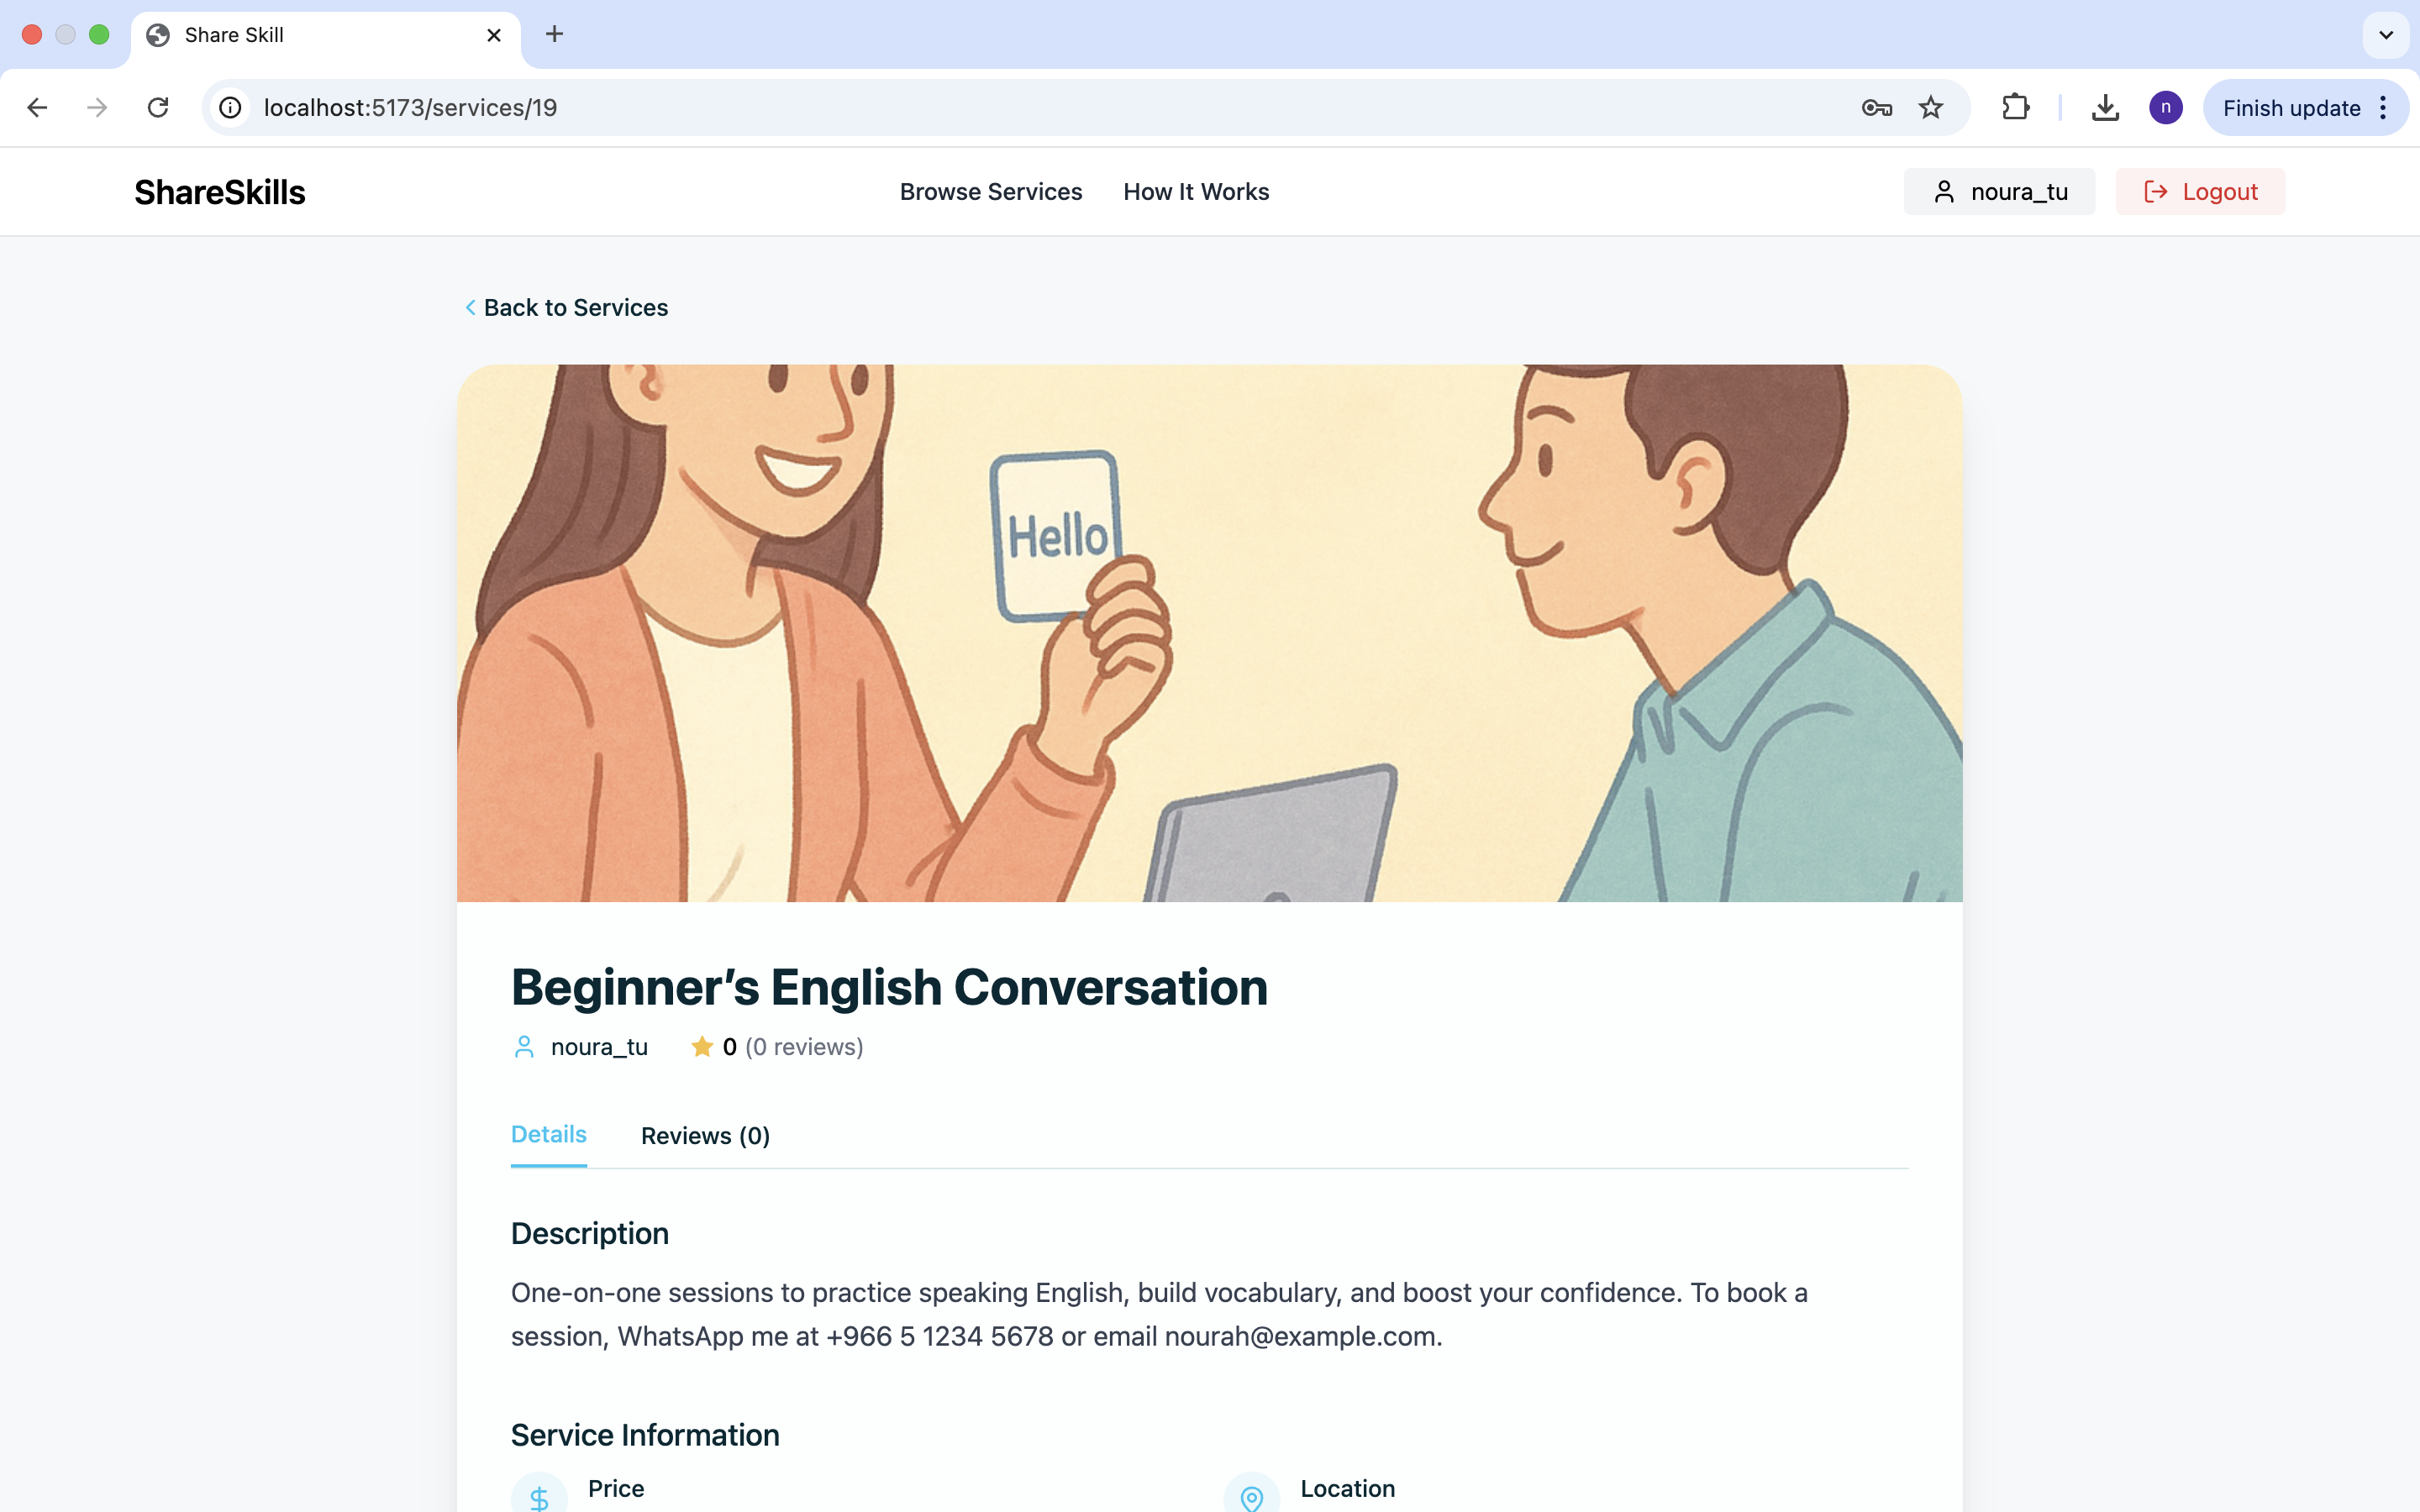 Share Skill
localhost:5173/services/19
n
Finish update
ShareSkills
Browse Services
How It Works
noura_tu
Logout
Back to Services
Hello
Beginner’s English Conversation
noura_tu
0 (0 reviews)
Details
Reviews (0)
Description
One-on-one sessions to practice speaking English, build vocabulary, and boost your confidence. To book a
session, WhatsApp me at +966 5 1234 5678 or email nourah@example.com.
Service Information
Price
Location